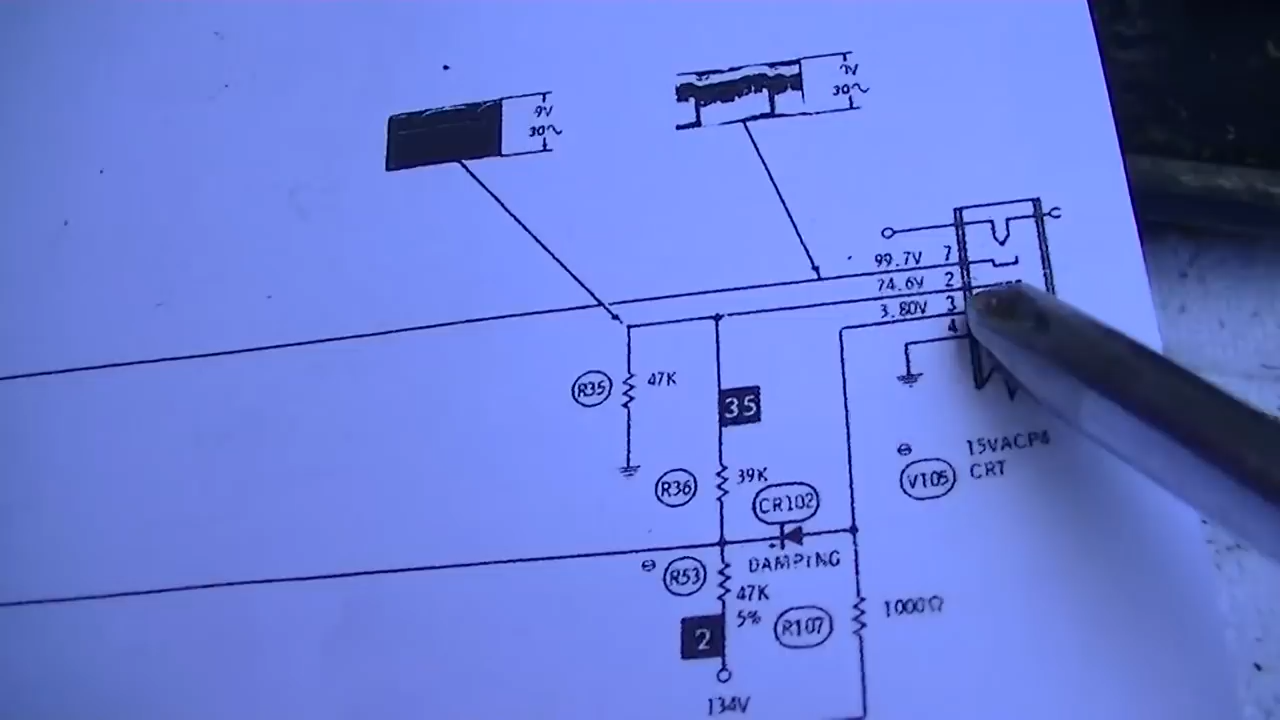 9V
30~
7V
30~
99.7V 7
74.6V 2
3.80V 3
4
R35 47K
35
R36 39K
CR102
DAMPING
R53 47K
5%
2
134V
R107 1000Ω
VT05 15VACP4
CRT